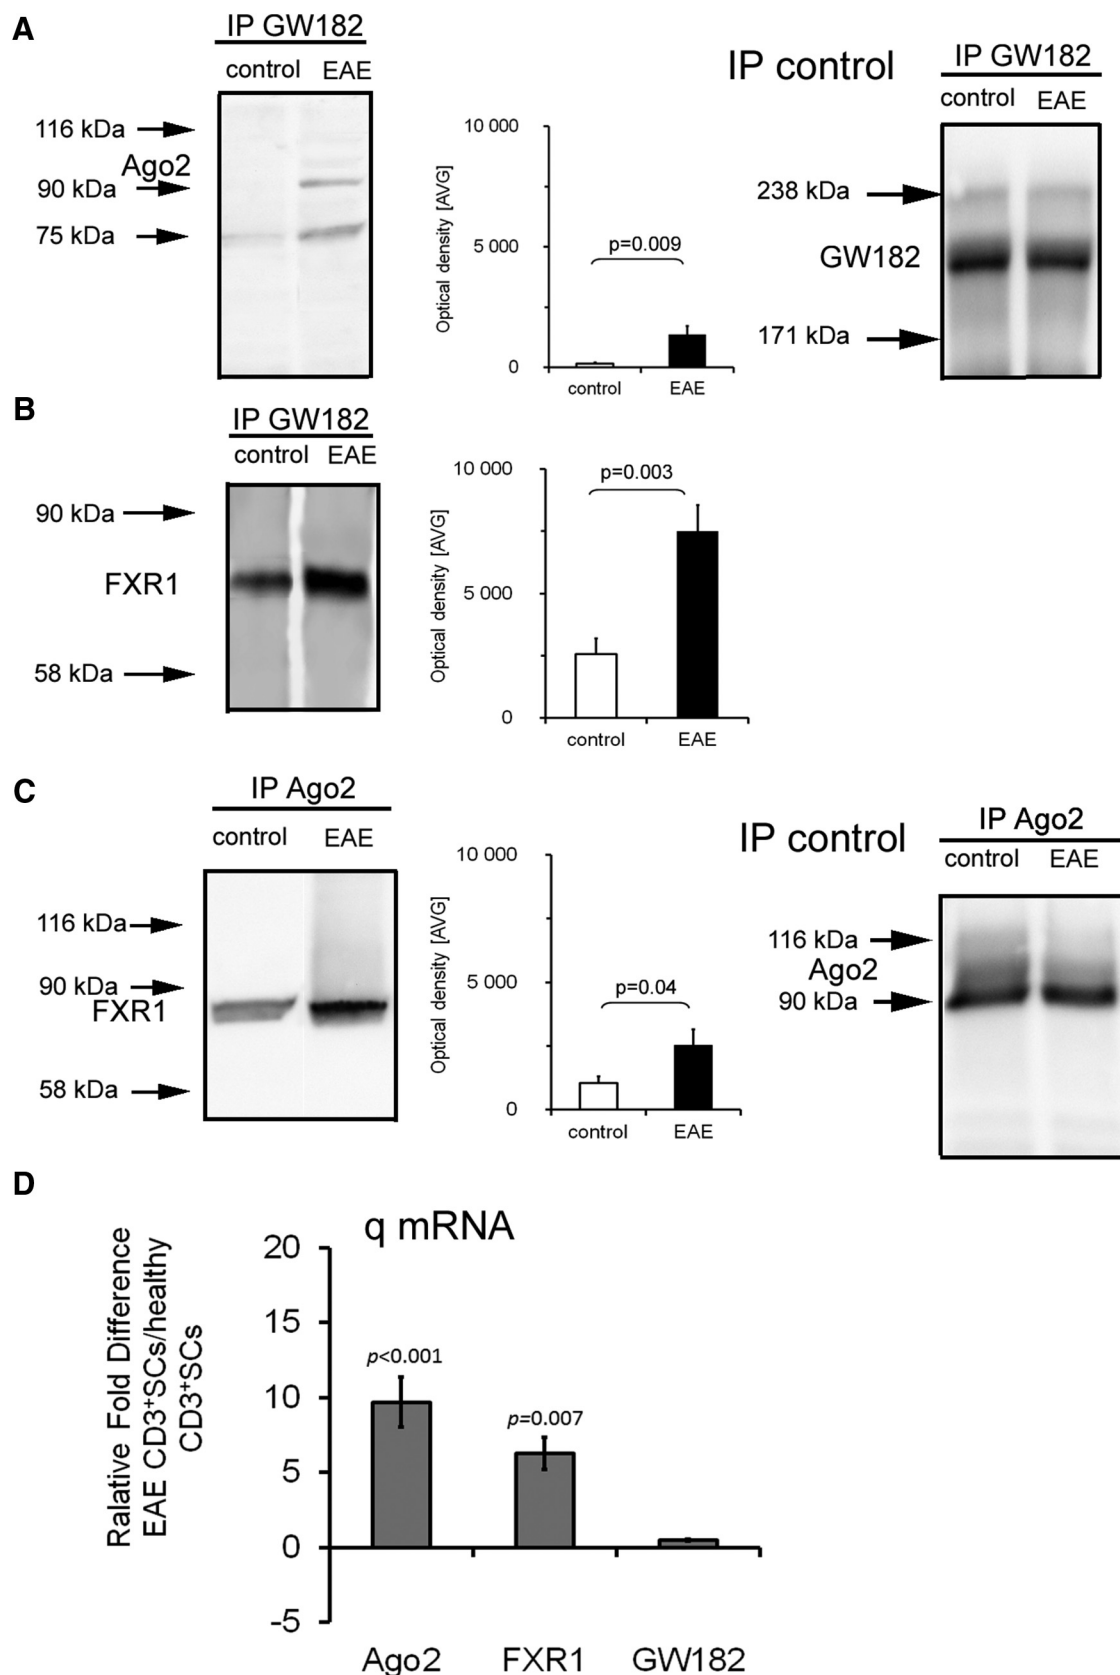 A
IP GW182
control EAE
116 kDa
Ago2
90 kDa
75 kDa
Optical density [AVG]
10 000
5 000
0
p=0.009
control EAE
IP control
IP GW182
control EAE
238 kDa
GW182
171 kDa
B
IP GW182
control EAE
90 kDa
FXR1
58 kDa
Optical density [AVG]
10 000
5 000
0
p=0.003
control EAE
C
IP Ago2
control EAE
116 kDa
90 kDa
FXR1
58 kDa
Optical density [AVG]
10 000
5 000
0
p=0.04
control EAE
IP control
IP Ago2
control EAE
116 kDa
Ago2
90 kDa
D
q mRNA
Ralative Fold Difference
EAE CD3⁺SCs/healthy
CD3⁺SCs
20
15
10
5
0
-5
p<0.001
p=0.007
Ago2 FXR1 GW182